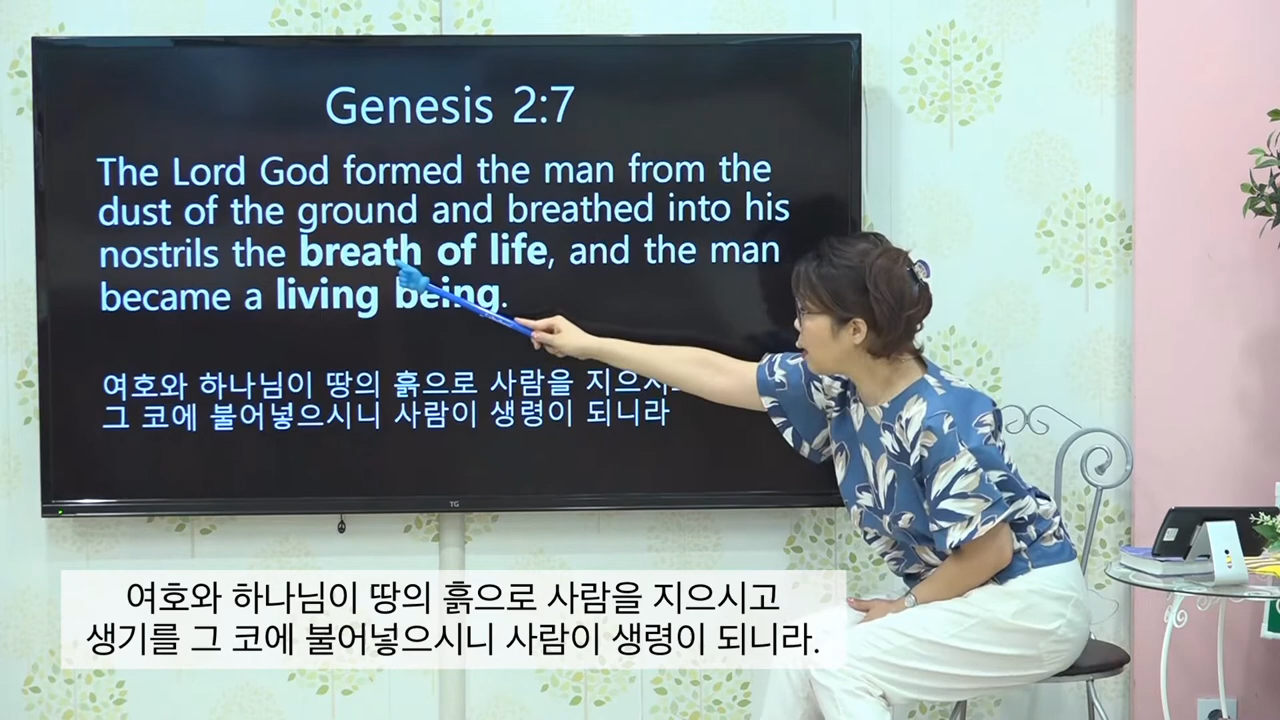 Genesis 2:7
The Lord God formed the man from the
dust of the ground and breathed into his
nostrils the breath of life, and the man
became a living being.
여호와 하나님이 땅의 흙으로 사람을
그 코에 불어넣으시니 사람이 생령이 되니라
TG
여호와 하나님이 땅의 흙으로 사람을 지으시고
생기를 그 코에 불어넣으시니 사람이 생령이 되니라.